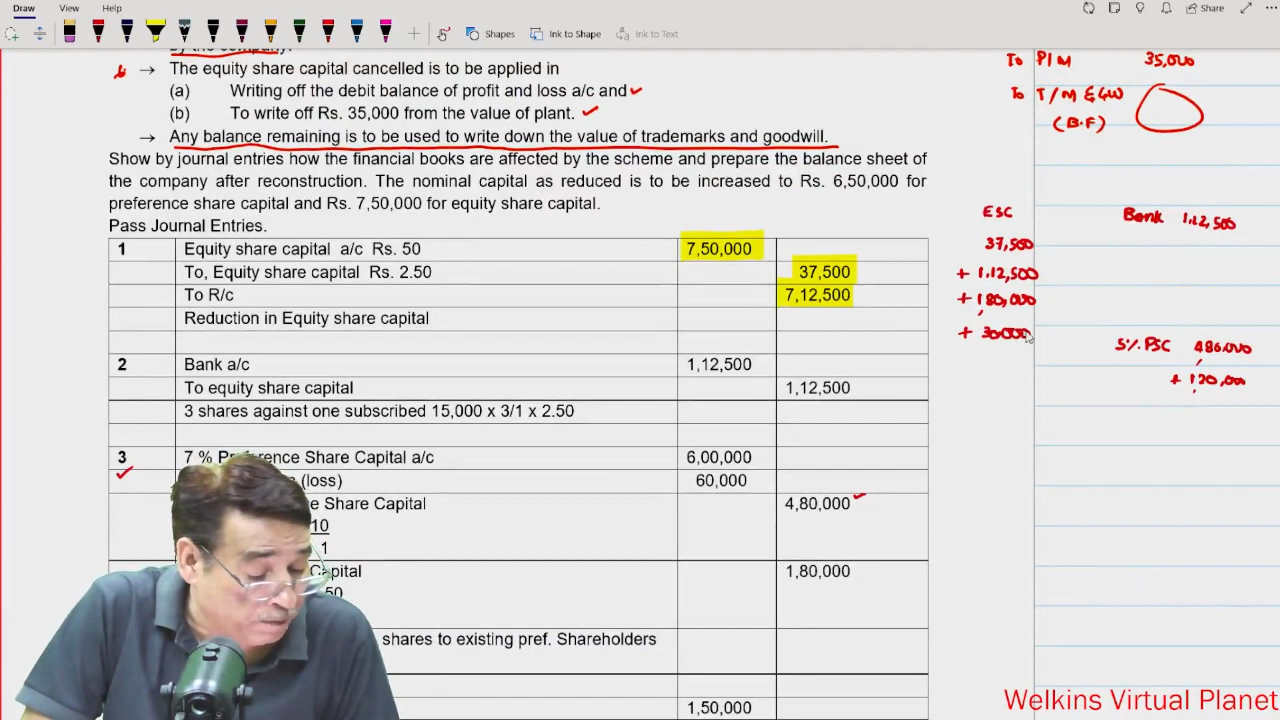 Draw View Help
Share
Shapes Ink to Shape Ink to Text
by the company.
→ The equity share capital cancelled is to be applied in
(a) Writing off the debit balance of profit and loss a/c and
(b) To write off Rs. 35,000 from the value of plant.
→ Any balance remaining is to be used to write down the value of trademarks and goodwill.
Show by journal entries how the financial books are affected by the scheme and prepare the balance sheet of
the company after reconstruction. The nominal capital as reduced is to be increased to Rs. 6,50,000 for
preference share capital and Rs. 7,50,000 for equity share capital.
Pass Journal Entries.
1 Equity share capital a/c Rs. 50 7,50,000
To, Equity share capital Rs. 2.50 37,500
To R/c 7,12,500
Reduction in Equity share capital
2 Bank a/c 1,12,500
To equity share capital 1,12,500
3 shares against one subscribed 15,000 x 3/1 x 2.50
3 7 % Preference Share Capital a/c 6,00,000
(loss) 60,000
Share Capital 4,80,000
10
1
Capital 1,80,000
50
shares to existing pref. Shareholders
1,50,000
To P/M 35,000
To T/M & GW
(B.F)
ESC
37,500
+ 1,12,500
+ 1,80,000
+ 30,000
Bank 1,12,500
5% PSC 480,000
+ 120,000
Welkins Virtual Planet